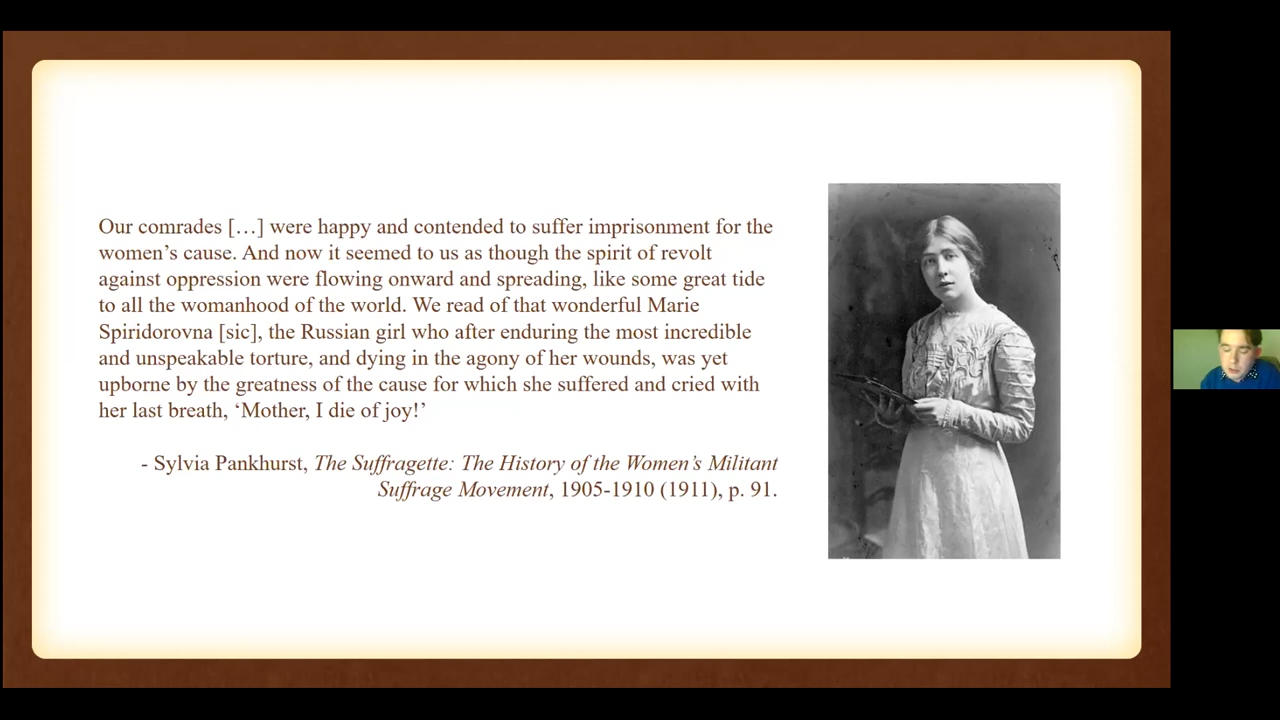 Our comrades […] were happy and contended to suffer imprisonment for the
women’s cause. And now it seemed to us as though the spirit of revolt
against oppression were flowing onward and spreading, like some great tide
to all the womanhood of the world. We read of that wonderful Marie
Spiridorovna [sic], the Russian girl who after enduring the most incredible
and unspeakable torture, and dying in the agony of her wounds, was yet
upborne by the greatness of the cause for which she suffered and cried with
her last breath, ‘Mother, I die of joy!’
- Sylvia Pankhurst, The Suffragette: The History of the Women’s Militant
Suffrage Movement, 1905-1910 (1911), p. 91.